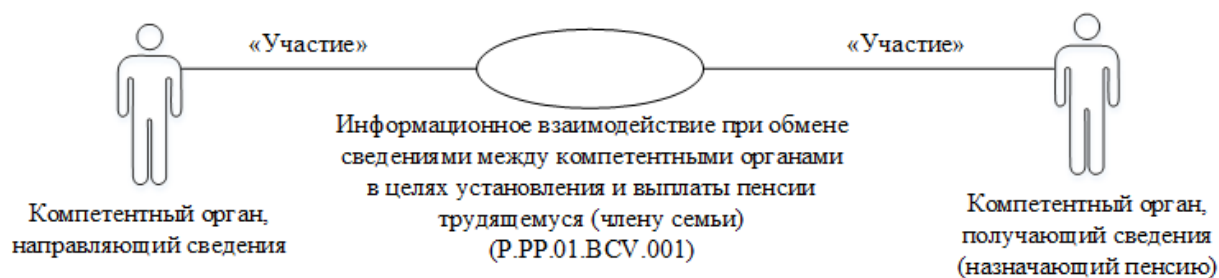 «Участие»
«Участие»
Информационное взаимодействие при обмене
сведениями между компетентными органами
в целях установления и выплаты пенсии
трудящемуся (члену семьи)
(P.PP.01.BCV.001)
Компетентный орган,
направляющий сведения
Компетентный орган,
получающий сведения
(назначающий пенсию)